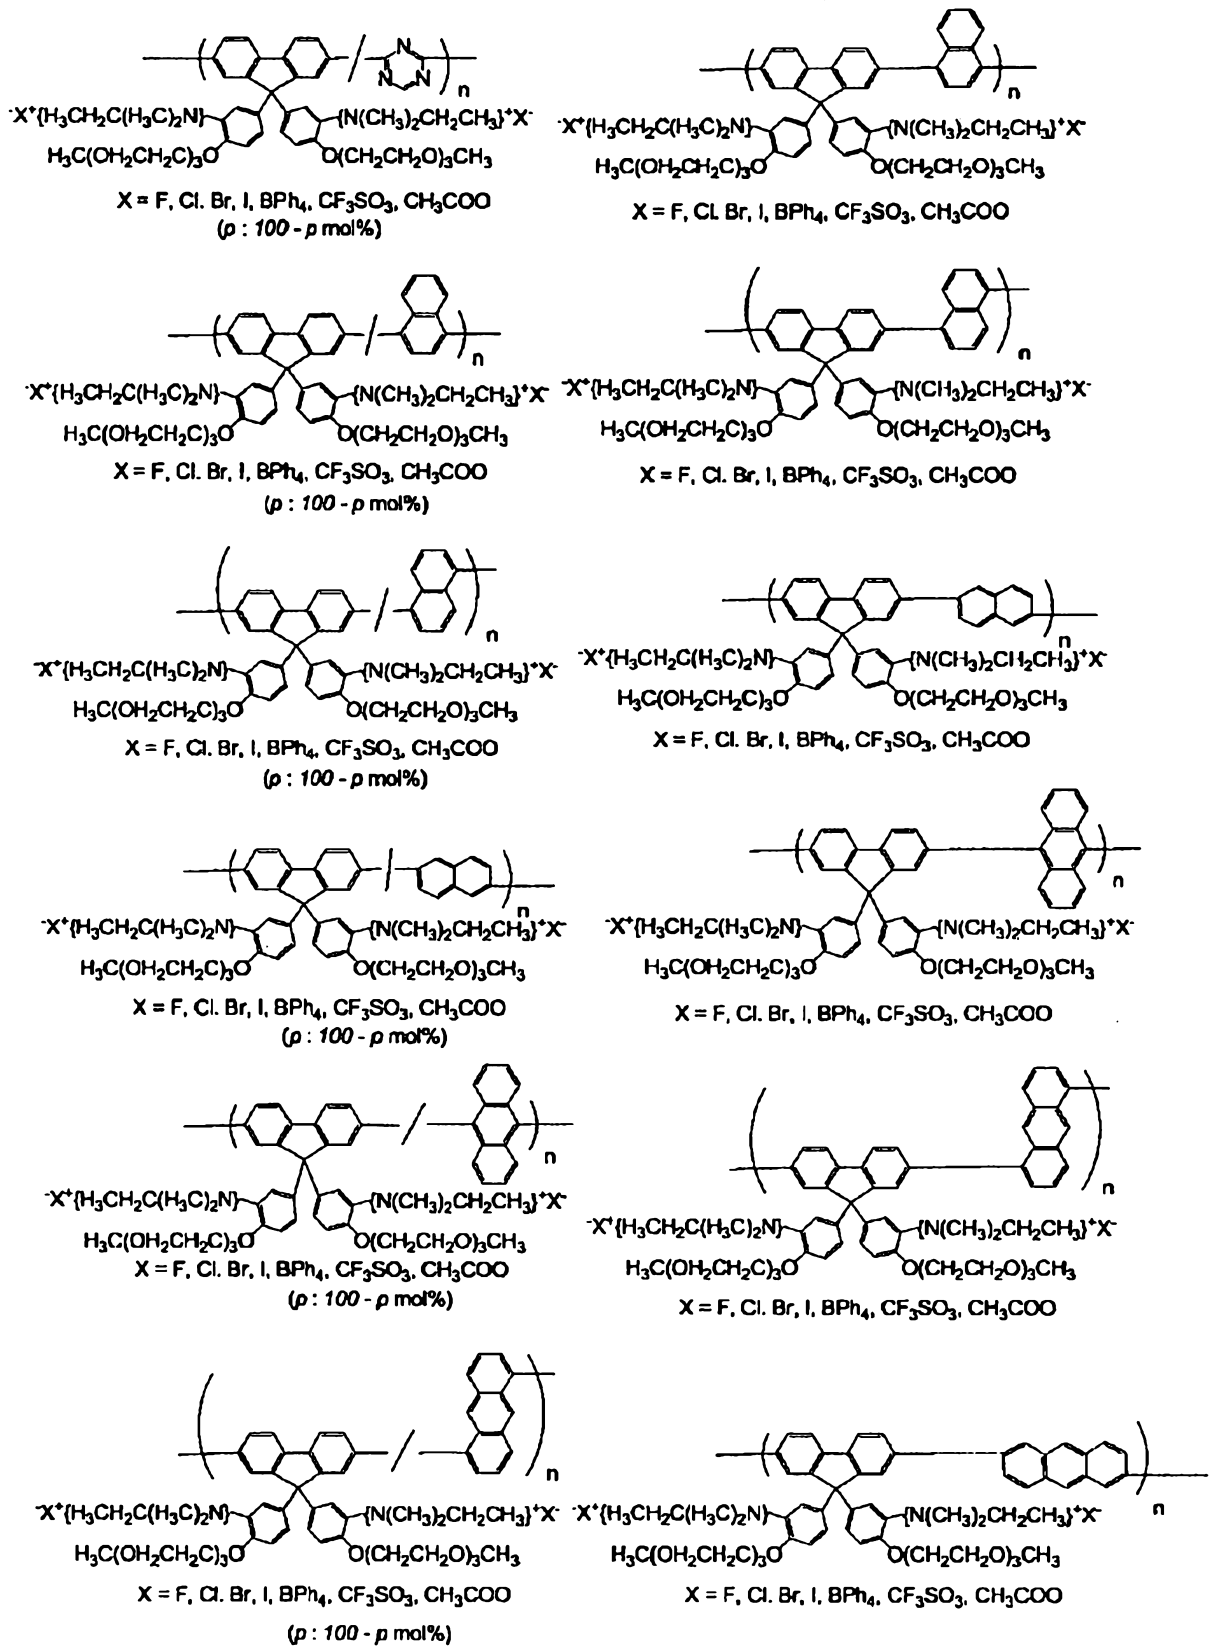 N
N N
n
-X⁺{H₃CH₂C(H₃C)₂N} {N(CH₃)₂CH₂CH₃}⁺X-
H₃C(OH₂CH₂C)₃O O(CH₂CH₂O)₃CH₃
X = F, Cl. Br, I, BPh₄, CF₃SO₃, CH₃COO
(p : 100 - p mol%)
n
-X⁺{H₃CH₂C(H₃C)₂N} {N(CH₃)₂CH₂CH₃}⁺X-
H₃C(OH₂CH₂C)₃O O(CH₂CH₂O)₃CH₃
X = F, Cl. Br, I, BPh₄, CF₃SO₃, CH₃COO
n
-X⁺{H₃CH₂C(H₃C)₂N} {N(CH₃)₂CH₂CH₃}⁺X-
H₃C(OH₂CH₂C)₃O O(CH₂CH₂O)₃CH₃
X = F, Cl. Br, I, BPh₄, CF₃SO₃, CH₃COO
(p : 100 - p mol%)
n
-X⁺{H₃CH₂C(H₃C)₂N} {N(CH₃)₂CH₂CH₃}⁺X-
H₃C(OH₂CH₂C)₃O O(CH₂CH₂O)₃CH₃
X = F, Cl. Br, I, BPh₄, CF₃SO₃, CH₃COO
n
-X⁺{H₃CH₂C(H₃C)₂N} {N(CH₃)₂CH₂CH₃}⁺X-
H₃C(OH₂CH₂C)₃O O(CH₂CH₂O)₃CH₃
X = F, Cl. Br, I, BPh₄, CF₃SO₃, CH₃COO
(p : 100 - p mol%)
n
-X⁺{H₃CH₂C(H₃C)₂N} {N(CH₃)₂CH₂CH₃}⁺X-
H₃C(OH₂CH₂C)₃O O(CH₂CH₂O)₃CH₃
X = F, Cl. Br, I, BPh₄, CF₃SO₃, CH₃COO
n
-X⁺{H₃CH₂C(H₃C)₂N} {N(CH₃)₂CH₂CH₃}⁺X-
H₃C(OH₂CH₂C)₃O O(CH₂CH₂O)₃CH₃
X = F, Cl. Br, I, BPh₄, CF₃SO₃, CH₃COO
(p : 100 - p mol%)
n
-X⁺{H₃CH₂C(H₃C)₂N} {N(CH₃)₂CH₂CH₃}⁺X-
H₃C(OH₂CH₂C)₃O O(CH₂CH₂O)₃CH₃
X = F, Cl. Br, I, BPh₄, CF₃SO₃, CH₃COO
n
-X⁺{H₃CH₂C(H₃C)₂N} {N(CH₃)₂CH₂CH₃}⁺X-
H₃C(OH₂CH₂C)₃O O(CH₂CH₂O)₃CH₃
X = F, Cl. Br, I, BPh₄, CF₃SO₃, CH₃COO
(p : 100 - p mol%)
n
-X⁺{H₃CH₂C(H₃C)₂N} {N(CH₃)₂CH₂CH₃}⁺X-
H₃C(OH₂CH₂C)₃O O(CH₂CH₂O)₃CH₃
X = F, Cl. Br, I, BPh₄, CF₃SO₃, CH₃COO
n
-X⁺{H₃CH₂C(H₃C)₂N} {N(CH₃)₂CH₂CH₃}⁺X-
H₃C(OH₂CH₂C)₃O O(CH₂CH₂O)₃CH₃
X = F, Cl. Br, I, BPh₄, CF₃SO₃, CH₃COO
(p : 100 - p mol%)
n
-X⁺{H₃CH₂C(H₃C)₂N} {N(CH₃)₂CH₂CH₃}⁺X-
H₃C(OH₂CH₂C)₃O O(CH₂CH₂O)₃CH₃
X = F, Cl. Br, I, BPh₄, CF₃SO₃, CH₃COO